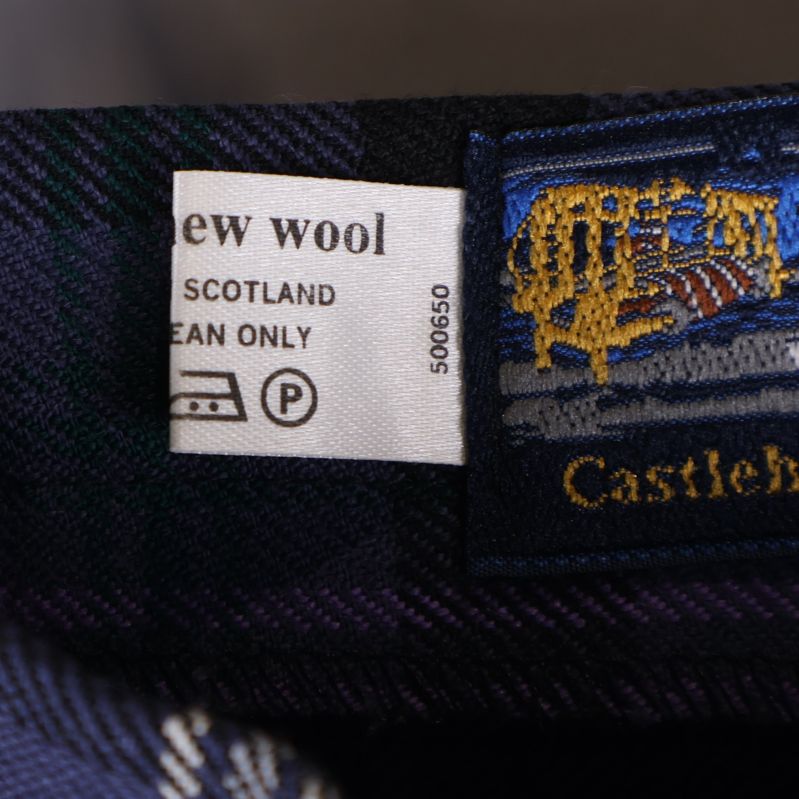 ew wool
SCOTLAND
EAN ONLY
P
500650
Castleh